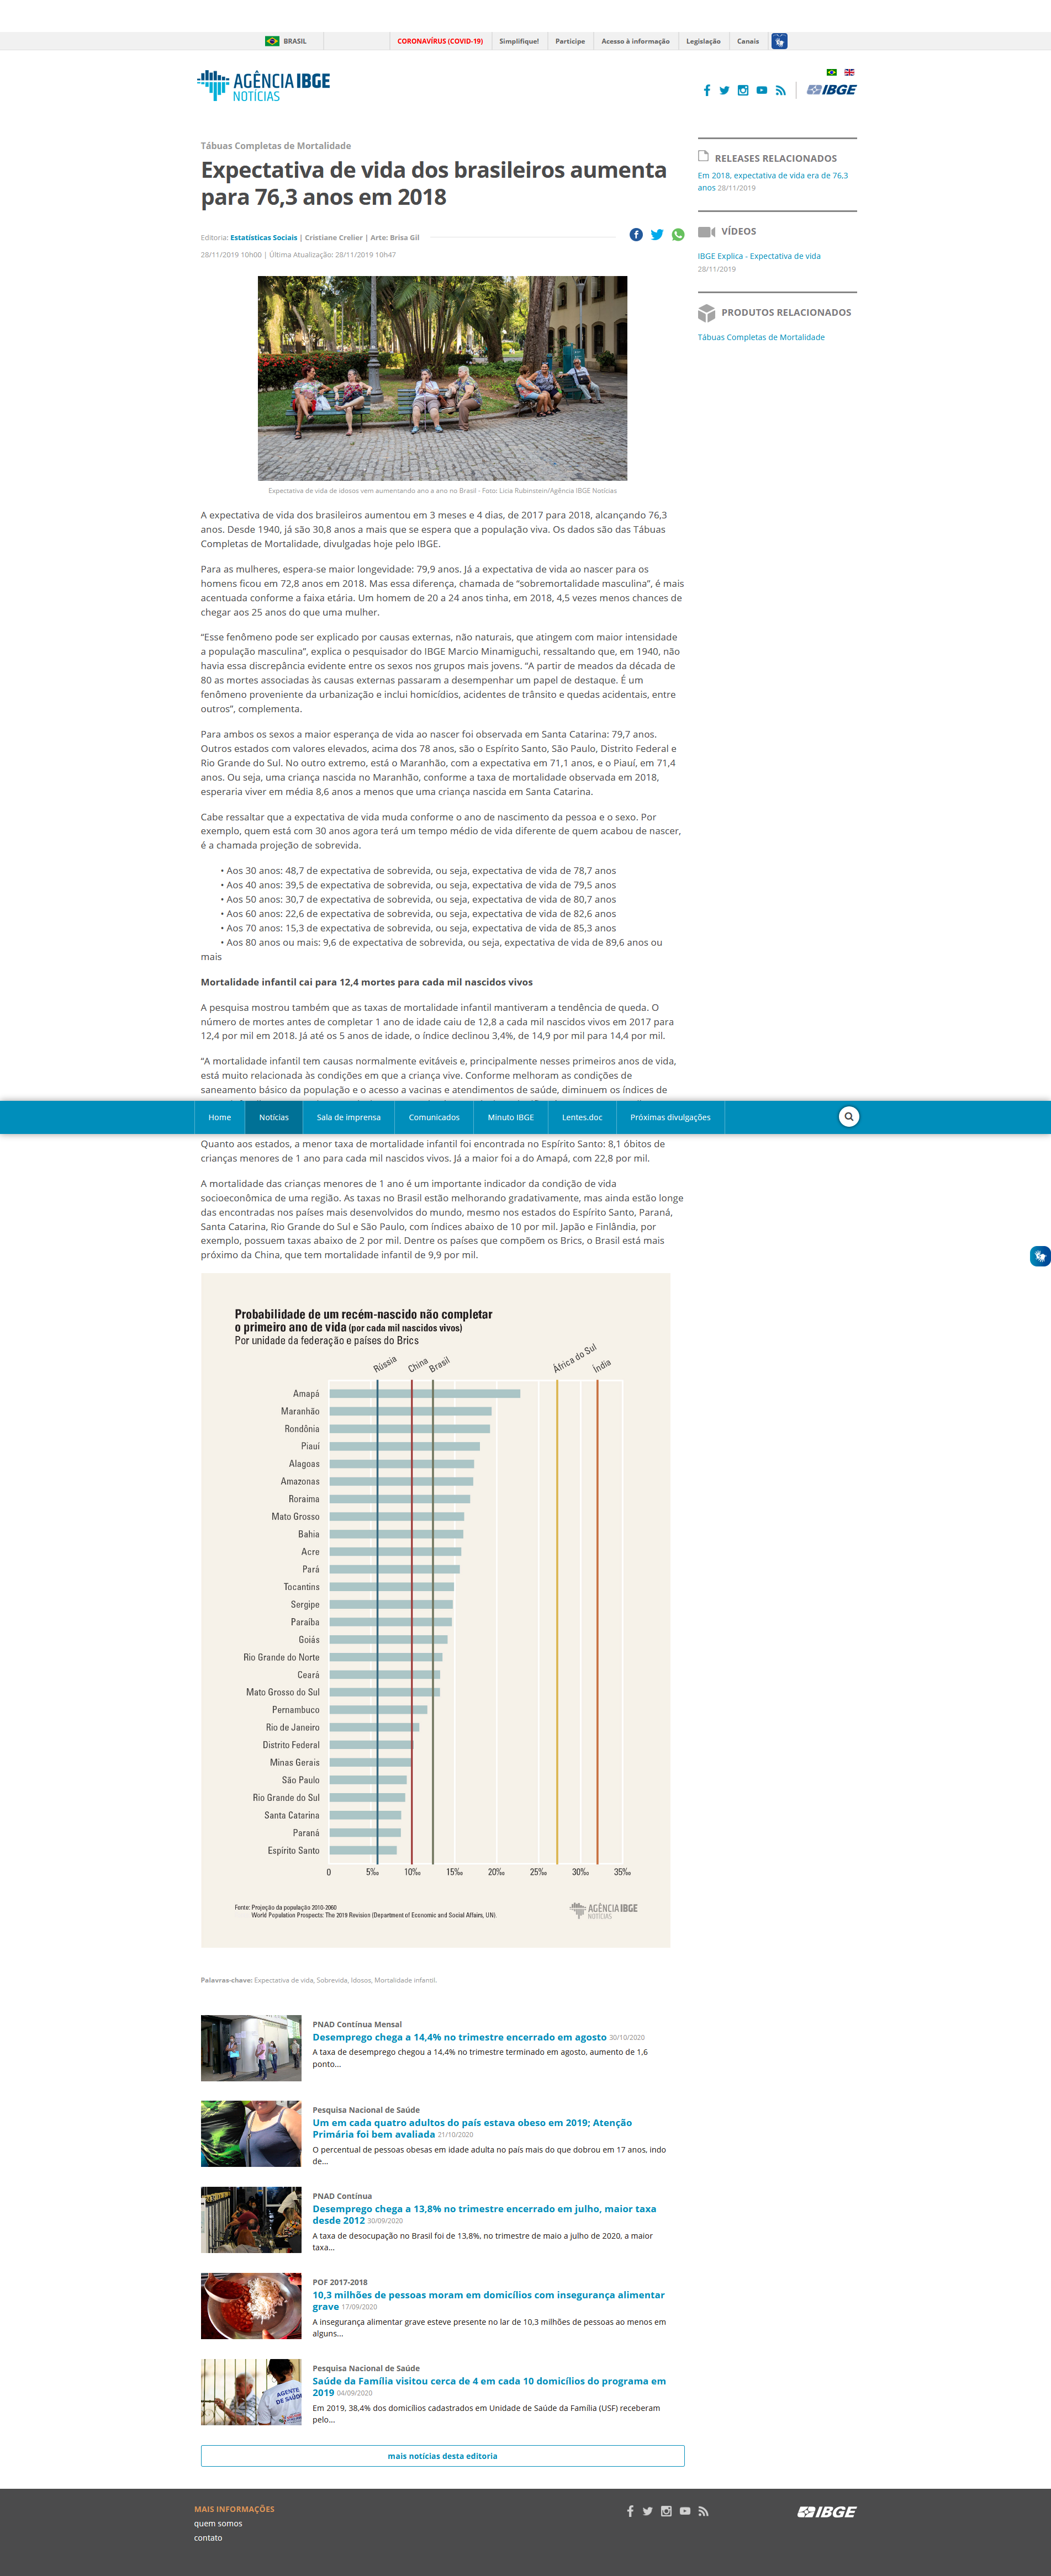 BRASIL
CORONAVÍRUS (COVID-19)
Simplifique!
Participe
Acesso à informação
Legislação
Canais
AGÊNCIA IBGE
NOTÍCIAS
IBGE
Tábuas Completas de Mortalidade
Expectativa de vida dos brasileiros aumenta
para 76,3 anos em 2018
Editoria: Estatísticas Sociais | Cristiane Crelier | Arte: Brisa Gil
28/11/2019 10h00 | Última Atualização: 28/11/2019 10h47
RELEASES RELACIONADOS
Em 2018, expectativa de vida era de 76,3
anos 28/11/2019
VÍDEOS
IBGE Explica - Expectativa de vida
28/11/2019
PRODUTOS RELACIONADOS
Tábuas Completas de Mortalidade
Expectativa de vida de idosos vem aumentando ano a ano no Brasil - Foto: Licia Rubinstein/Agência IBGE Notícias
A expectativa de vida dos brasileiros aumentou em 3 meses e 4 dias, de 2017 para 2018, alcançando 76,3
anos. Desde 1940, já são 30,8 anos a mais que se espera que a população viva. Os dados são das Tábuas
Completas de Mortalidade, divulgadas hoje pelo IBGE.
Para as mulheres, espera-se maior longevidade: 79,9 anos. Já a expectativa de vida ao nascer para os
homens ficou em 72,8 anos em 2018. Mas essa diferença, chamada de “sobremortalidade masculina”, é mais
acentuada conforme a faixa etária. Um homem de 20 a 24 anos tinha, em 2018, 4,5 vezes menos chances de
chegar aos 25 anos do que uma mulher.
“Esse fenômeno pode ser explicado por causas externas, não naturais, que atingem com maior intensidade
a população masculina”, explica o pesquisador do IBGE Marcio Minamiguchi, ressaltando que, em 1940, não
havia essa discrepância evidente entre os sexos nos grupos mais jovens. “A partir de meados da década de
80 as mortes associadas às causas externas passaram a desempenhar um papel de destaque. É um
fenômeno proveniente da urbanização e inclui homicídios, acidentes de trânsito e quedas acidentais, entre
outros”, complementa.
Para ambos os sexos a maior esperança de vida ao nascer foi observada em Santa Catarina: 79,7 anos.
Outros estados com valores elevados, acima dos 78 anos, são o Espírito Santo, São Paulo, Distrito Federal e
Rio Grande do Sul. No outro extremo, está o Maranhão, com a expectativa em 71,1 anos, e o Piauí, em 71,4
anos. Ou seja, uma criança nascida no Maranhão, conforme a taxa de mortalidade observada em 2018,
esperaria viver em média 8,6 anos a menos que uma criança nascida em Santa Catarina.
Cabe ressaltar que a expectativa de vida muda conforme o ano de nascimento da pessoa e o sexo. Por
exemplo, quem está com 30 anos agora terá um tempo médio de vida diferente de quem acabou de nascer,
é a chamada projeção de sobrevida.
• Aos 30 anos: 48,7 de expectativa de sobrevida, ou seja, expectativa de vida de 78,7 anos
• Aos 40 anos: 39,5 de expectativa de sobrevida, ou seja, expectativa de vida de 79,5 anos
• Aos 50 anos: 30,7 de expectativa de sobrevida, ou seja, expectativa de vida de 80,7 anos
• Aos 60 anos: 22,6 de expectativa de sobrevida, ou seja, expectativa de vida de 82,6 anos
• Aos 70 anos: 15,3 de expectativa de sobrevida, ou seja, expectativa de vida de 85,3 anos
• Aos 80 anos ou mais: 9,6 de expectativa de sobrevida, ou seja, expectativa de vida de 89,6 anos ou
mais
Mortalidade infantil cai para 12,4 mortes para cada mil nascidos vivos
A pesquisa mostrou também que as taxas de mortalidade infantil mantiveram a tendência de queda. O
número de mortes antes de completar 1 ano de idade caiu de 12,8 a cada mil nascidos vivos em 2017 para
12,4 por mil em 2018. Já até os 5 anos de idade, o índice declinou 3,4%, de 14,9 por mil para 14,4 por mil.
“A mortalidade infantil tem causas normalmente evitáveis e, principalmente nesses primeiros anos de vida,
está muito relacionada às condições em que a criança vive. Conforme melhoram as condições de
saneamento básico da população e o acesso a vacinas e atendimentos de saúde, diminuem os índices de
Home
Notícias
Sala de imprensa
Comunicados
Minuto IBGE
Lentes.doc
Próximas divulgações
Quanto aos estados, a menor taxa de mortalidade infantil foi encontrada no Espírito Santo: 8,1 óbitos de
crianças menores de 1 ano para cada mil nascidos vivos. Já a maior foi a do Amapá, com 22,8 por mil.
A mortalidade das crianças menores de 1 ano é um importante indicador da condição de vida
socioeconômica de uma região. As taxas no Brasil estão melhorando gradativamente, mas ainda estão longe
das encontradas nos países mais desenvolvidos do mundo, mesmo nos estados do Espírito Santo, Paraná,
Santa Catarina, Rio Grande do Sul e São Paulo, com índices abaixo de 10 por mil. Japão e Finlândia, por
exemplo, possuem taxas abaixo de 2 por mil. Dentre os países que compõem os Brics, o Brasil está mais
próximo da China, que tem mortalidade infantil de 9,9 por mil.
Probabilidade de um recém-nascido não completar
o primeiro ano de vida (por cada mil nascidos vivos)
Por unidade da federação e países do Brics
Rússia
China
Brasil
África do Sul
Índia
Amapá
Maranhão
Rondônia
Piauí
Alagoas
Amazonas
Roraima
Mato Grosso
Bahia
Acre
Pará
Tocantins
Sergipe
Paraíba
Goiás
Rio Grande do Norte
Ceará
Mato Grosso do Sul
Pernambuco
Rio de Janeiro
Distrito Federal
Minas Gerais
São Paulo
Rio Grande do Sul
Santa Catarina
Paraná
Espírito Santo
0 5‰ 10‰ 15‰ 20‰ 25‰ 30‰ 35‰
Fonte: Projeção da população 2010-2060
World Population Prospects: The 2019 Revision (Department of Economic and Social Affairs, UN).
AGÊNCIA IBGE
NOTÍCIAS
Palavras-chave: Expectativa de vida, Sobrevida, Idosos, Mortalidade infantil.
PNAD Contínua Mensal
Desemprego chega a 14,4% no trimestre encerrado em agosto 30/10/2020
A taxa de desemprego chegou a 14,4% no trimestre terminado em agosto, aumento de 1,6
ponto...
Pesquisa Nacional de Saúde
Um em cada quatro adultos do país estava obeso em 2019; Atenção
Primária foi bem avaliada 21/10/2020
O percentual de pessoas obesas em idade adulta no país mais do que dobrou em 17 anos, indo
de...
PNAD Contínua
Desemprego chega a 13,8% no trimestre encerrado em julho, maior taxa
desde 2012 30/09/2020
A taxa de desocupação no Brasil foi de 13,8%, no trimestre de maio a julho de 2020, a maior
taxa...
POF 2017-2018
10,3 milhões de pessoas moram em domicílios com insegurança alimentar
grave 17/09/2020
A insegurança alimentar grave esteve presente no lar de 10,3 milhões de pessoas ao menos em
alguns...
AGENTE
DE SAÚDE
Pesquisa Nacional de Saúde
Saúde da Família visitou cerca de 4 em cada 10 domicílios do programa em
2019 04/09/2020
Em 2019, 38,4% dos domicílios cadastrados em Unidade de Saúde da Família (USF) receberam
pelo...
mais notícias desta editoria
MAIS INFORMAÇÕES
quem somos
contato
IBGE